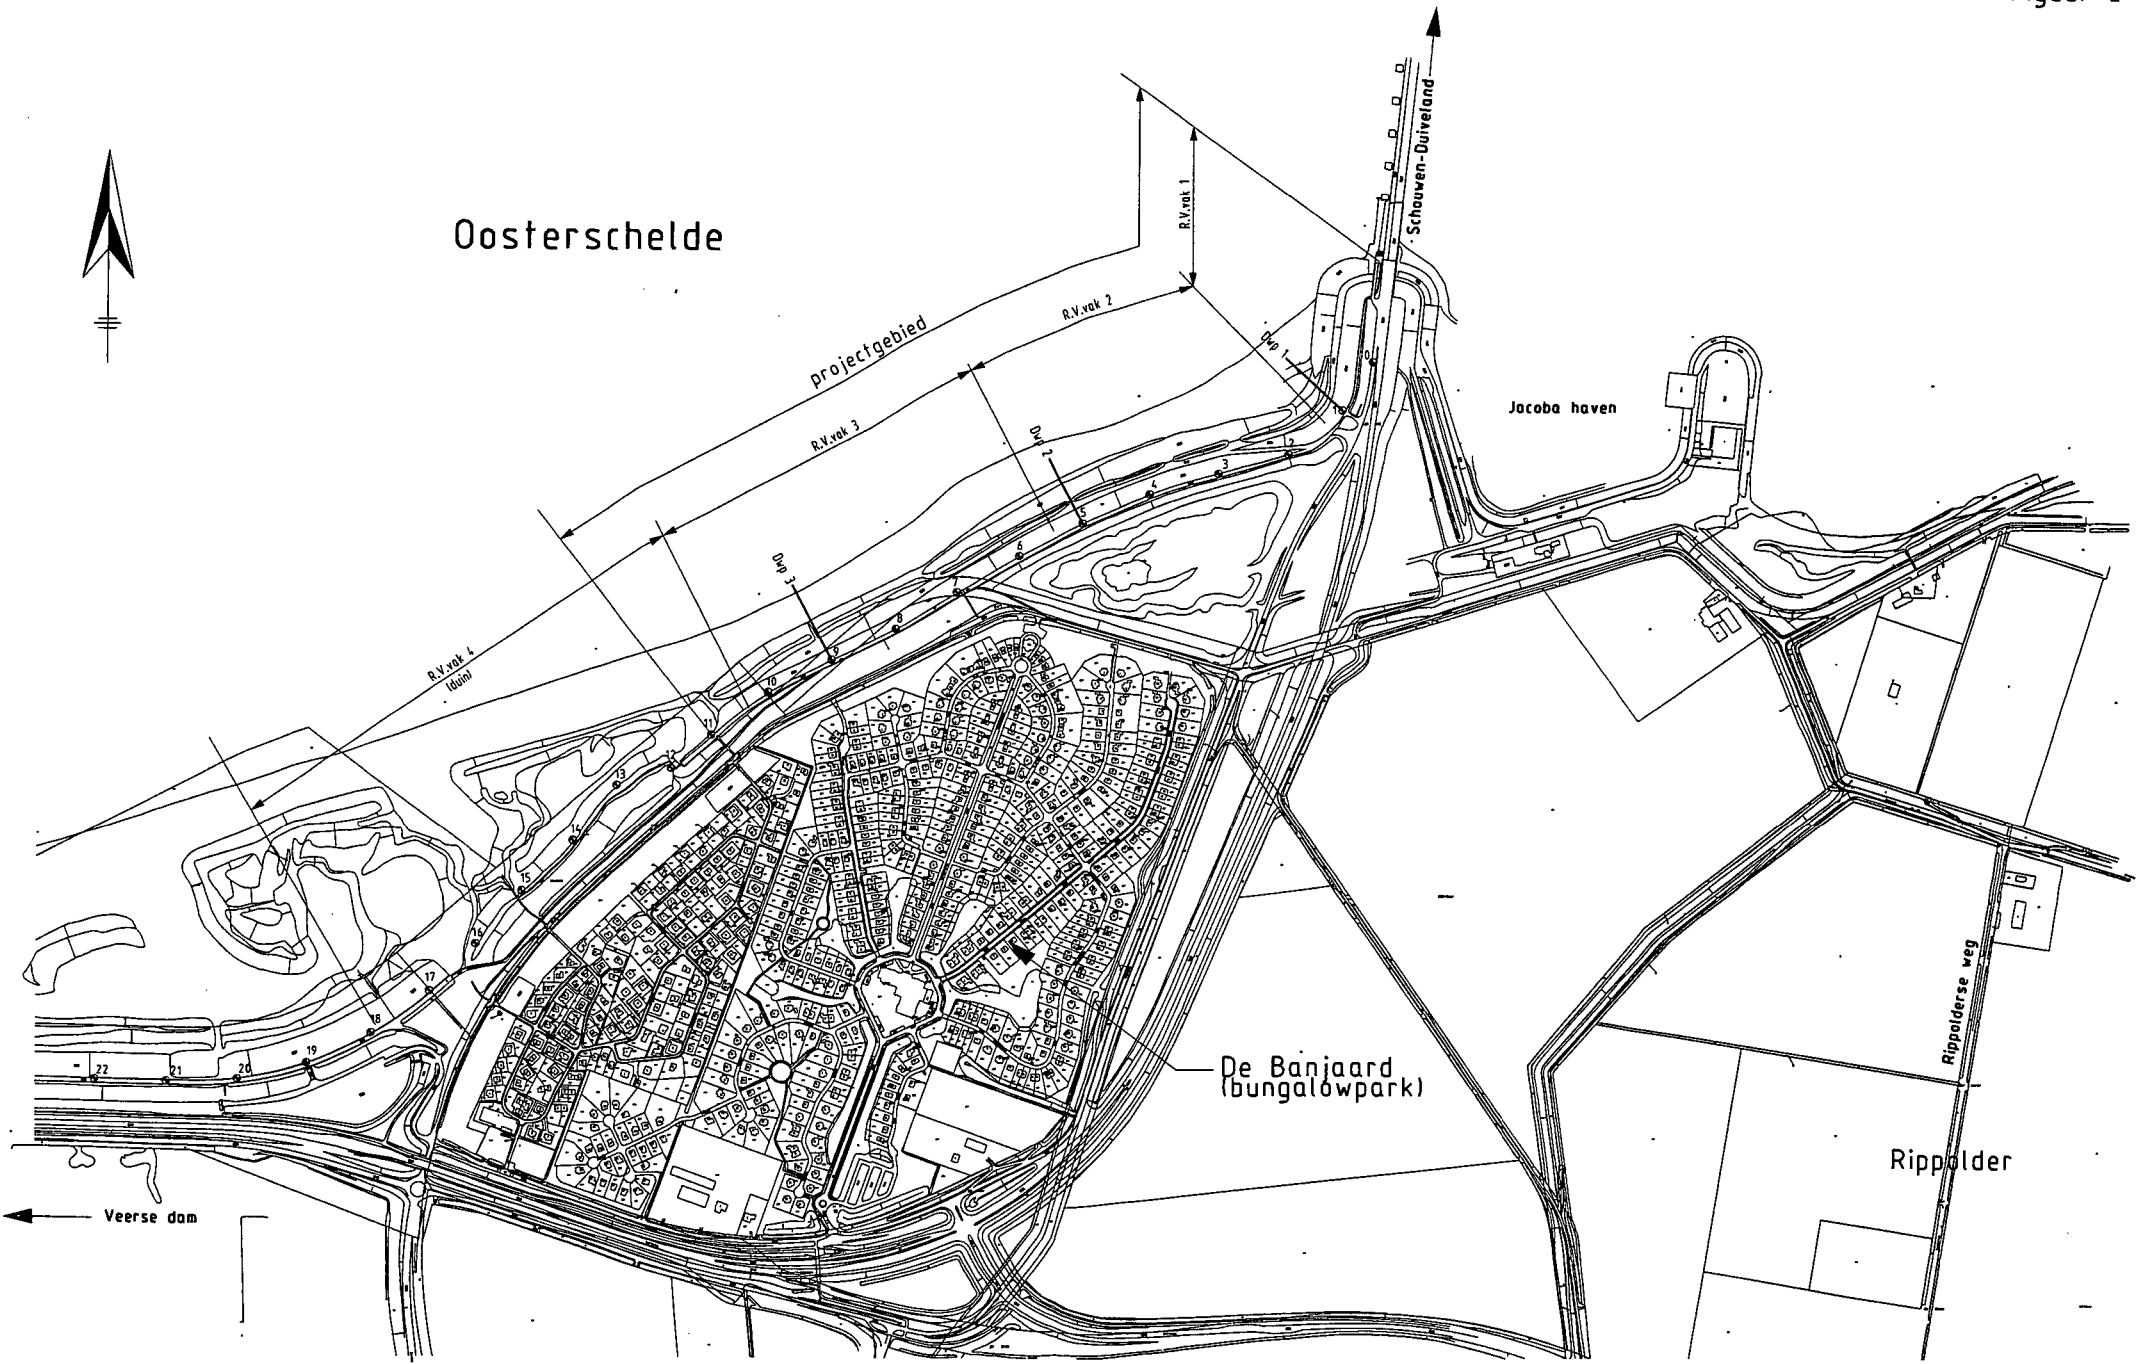 Schouwen-Duiveland
Oosterschelde
R.V.vak 1
R.V.vak 2
projectgebied
Dwp 1
0
Jacoba haven
1
R.V.vak 3
Dwp 2
2
3
4
5
6
Dwp 3
7
8
9
R.V.vak 4
(duin)
10
11
12
13
14
15
16
17
18
19
20
21
22
Rippolderse weg
De Banjaard
(bungalowpark)
Rippolder
Veerse dam